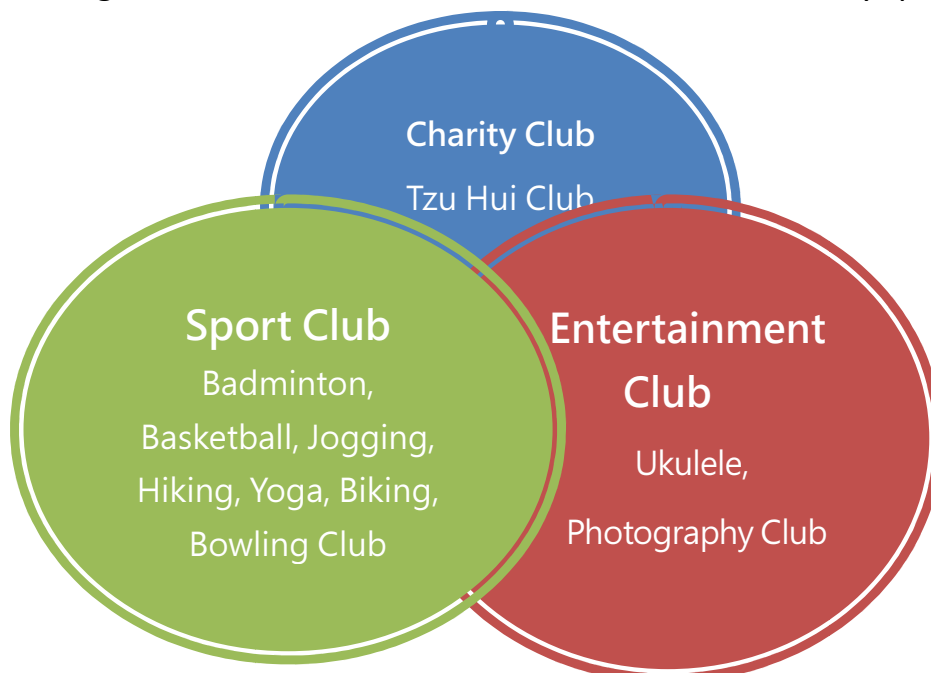 Charity Club
Tzu Hui Club
Sport Club
Badminton,
Basketball, Jogging,
Hiking, Yoga, Biking,
Bowling Club
Entertainment
Club
Ukulele,
Photography Club